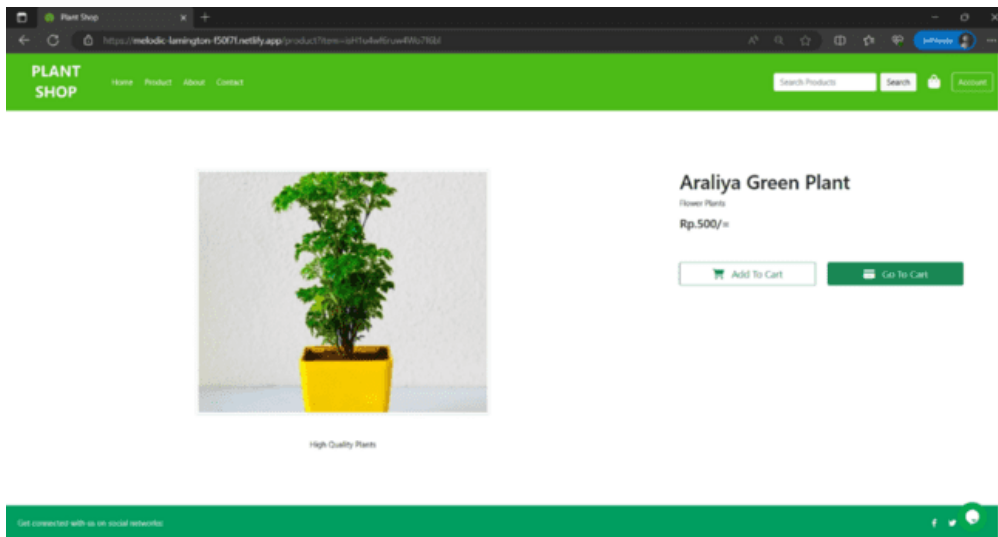 Plant Shop
https://melodic-lamington-f50f7f.netlify.app/product?item=
PLANT
SHOP
Home Product About Contact
Search Products Search Account
Araliya Green Plant
Flower Plants
Rp.500/=
Add To Cart Go To Cart
High Quality Plants
Get connected with us on social networks: